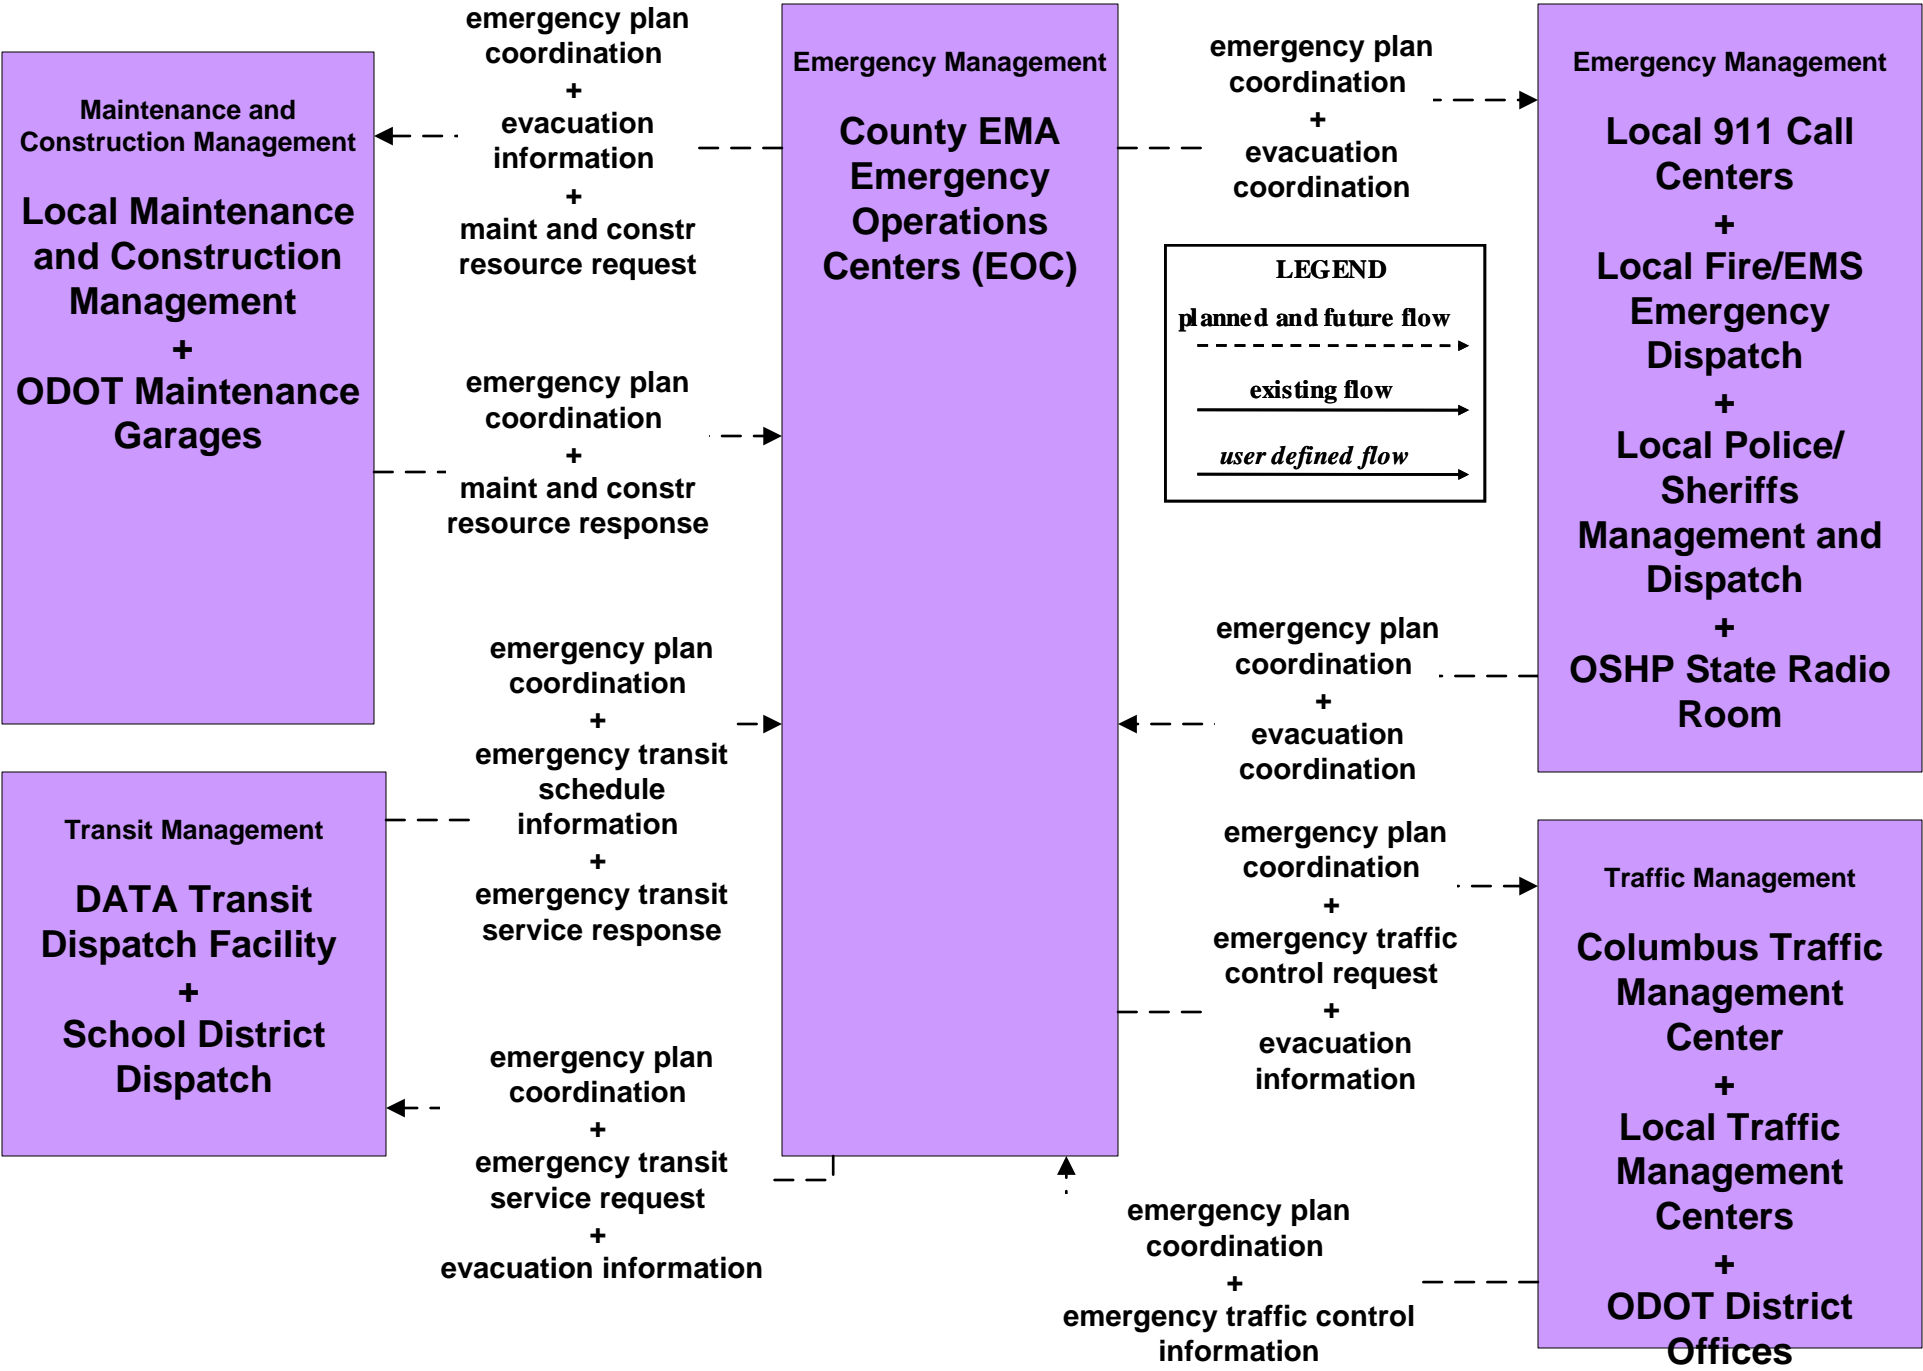 Maintenance and
Construction Management
Local Maintenance
and Construction
Management
+
ODOT Maintenance
Garages
emergency plan
coordination
+
evacuation
information
+
maint and constr
resource request
emergency plan
coordination
+
maint and constr
resource response
Emergency Management
County EMA
Emergency
Operations
Centers (EOC)
emergency plan
coordination
+
evacuation
coordination
LEGEND
planned and future flow
existing flow
user defined flow
emergency plan
coordination
+
evacuation
coordination
Emergency Management
Local 911 Call
Centers
+
Local Fire/EMS
Emergency
Dispatch
+
Local Police/
Sheriffs
Management and
Dispatch
+
OSHP State Radio
Room
Transit Management
DATA Transit
Dispatch Facility
+
School District
Dispatch
emergency plan
coordination
+
emergency transit
schedule
information
+
emergency transit
service response
emergency plan
coordination
+
emergency transit
service request
+
evacuation information
emergency plan
coordination
+
emergency traffic
control request
+
evacuation
information
emergency plan
coordination
+
emergency traffic control
information
Traffic Management
Columbus Traffic
Management
Center
+
Local Traffic
Management
Centers
+
ODOT District
Offices